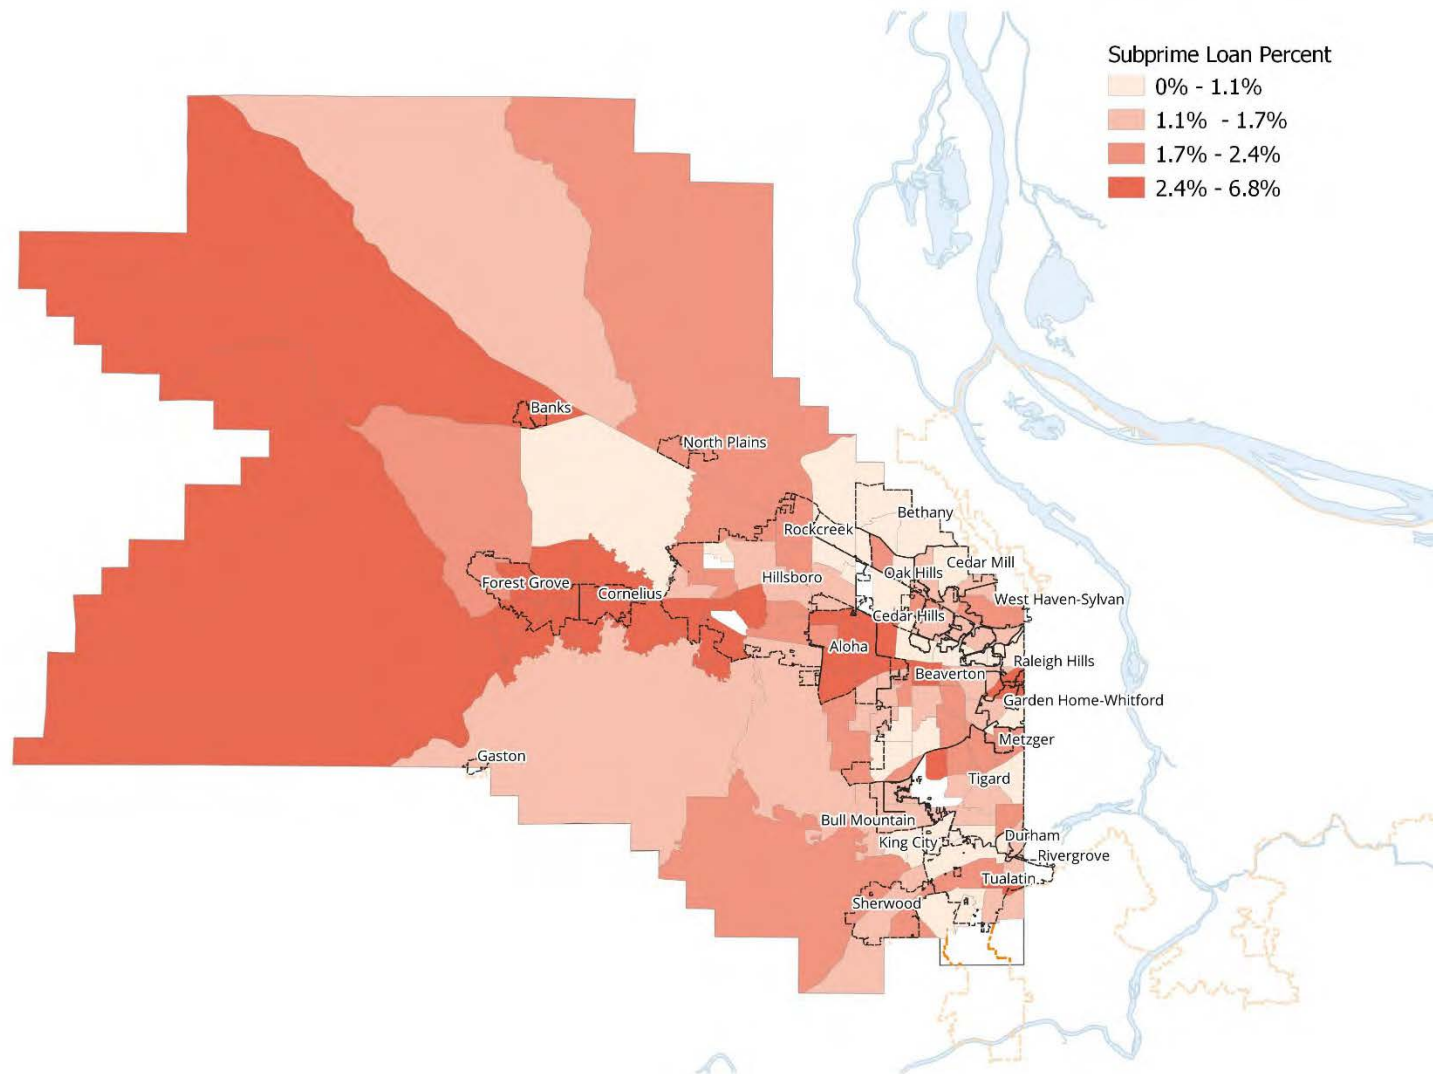 Subprime Loan Percent
0% - 1.1%
1.1% - 1.7%
1.7% - 2.4%
2.4% - 6.8%
Banks
North Plains
Bethany
Rockcreek
Cedar Mill
Oak Hills
Hillsboro
Forest Grove
Cornelius
West Haven-Sylvan
Cedar Hills
Aloha
Raleigh Hills
Beaverton
Garden Home-Whitford
Metzger
Gaston
Tigard
Bull Mountain
Durham
King City
Rivergrove
Tualatin
Sherwood